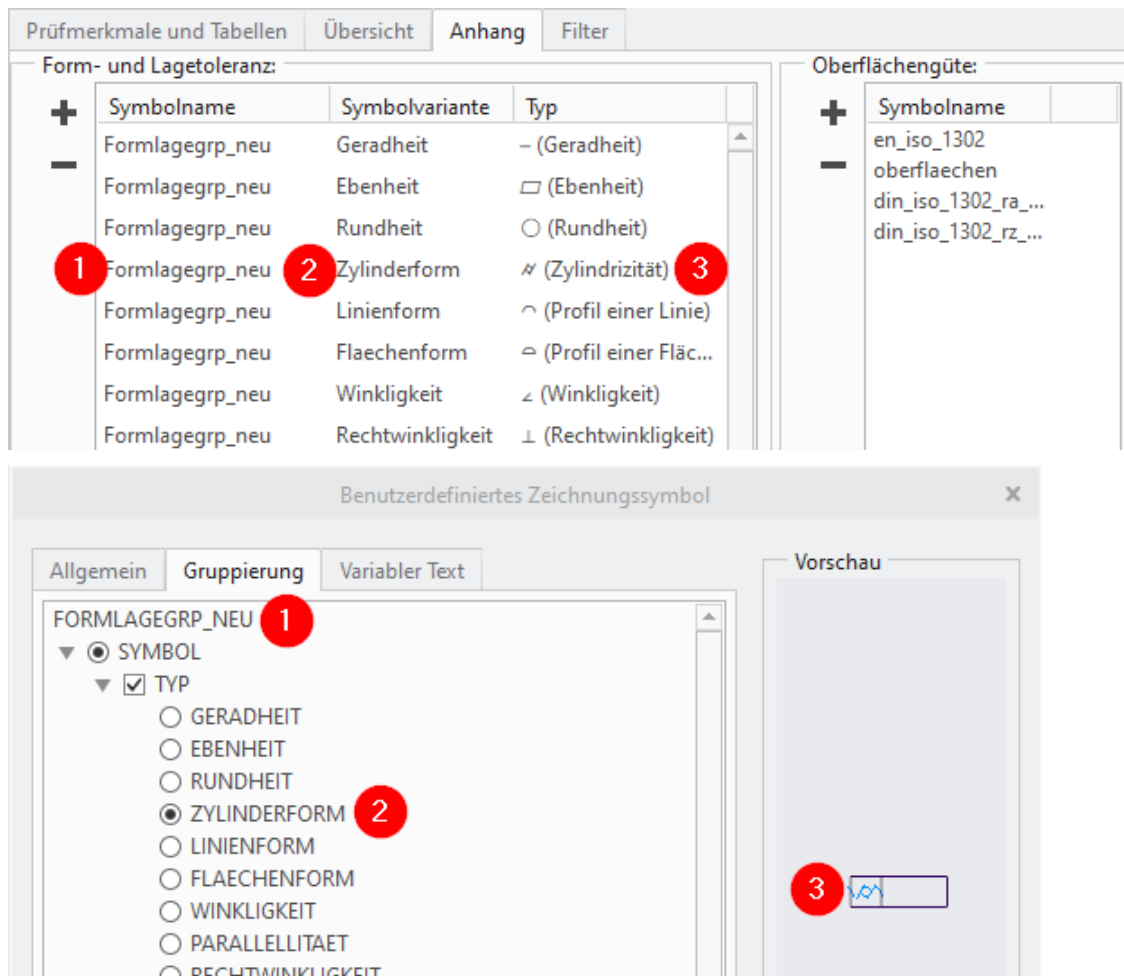 Prüfmerkmale und Tabellen Übersicht Anhang Filter
Form- und Lagetoleranz: Oberflächengüte:
Symbolname Symbolvariante Typ Symbolname
Formlagegrp_neu Geradheit – (Geradheit) en_iso_1302
Formlagegrp_neu Ebenheit ▱ (Ebenheit) oberflaechen
Formlagegrp_neu Rundheit ○ (Rundheit) din_iso_1302_ra_...
1 Formlagegrp_neu 2 Zylinderform ⌭ (Zylindrizität) 3 din_iso_1302_rz_...
Formlagegrp_neu Linienform ⌒ (Profil einer Linie)
Formlagegrp_neu Flaechenform ⌓ (Profil einer Fläc...
Formlagegrp_neu Winkligkeit ∠ (Winkligkeit)
Formlagegrp_neu Rechtwinkligkeit ⊥ (Rechtwinkligkeit)
Benutzerdefiniertes Zeichnungssymbol
Allgemein Gruppierung Variabler Text Vorschau
FORMLAGEGRP_NEU 1
SYMBOL
TYP
GERADHEIT
EBENHEIT
RUNDHEIT
ZYLINDERFORM 2
LINIENFORM
FLAECHENFORM 3
WINKLIGKEIT
PARALLELLITAET
RECHTWINKLIGKEIT